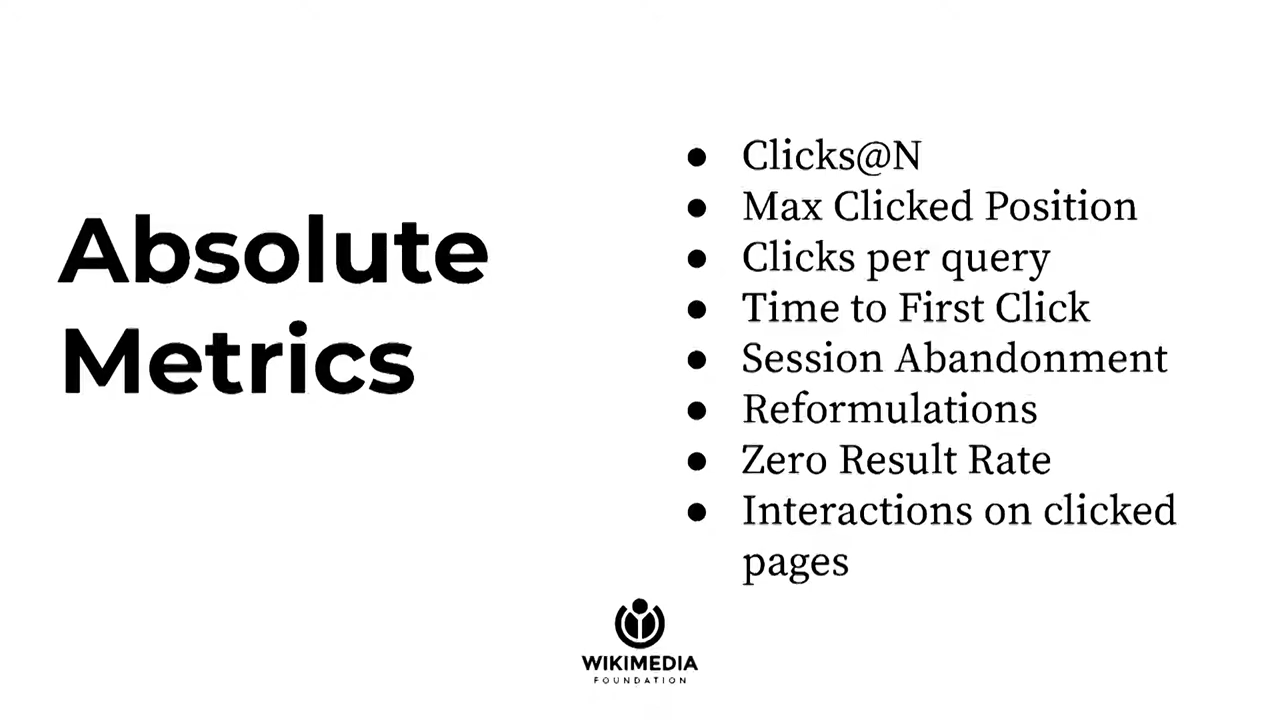 Absolute
Metrics
● Clicks@N
● Max Clicked Position
● Clicks per query
● Time to First Click
● Session Abandonment
● Reformulations
● Zero Result Rate
● Interactions on clicked
pages
WIKIMEDIA
FOUNDATION